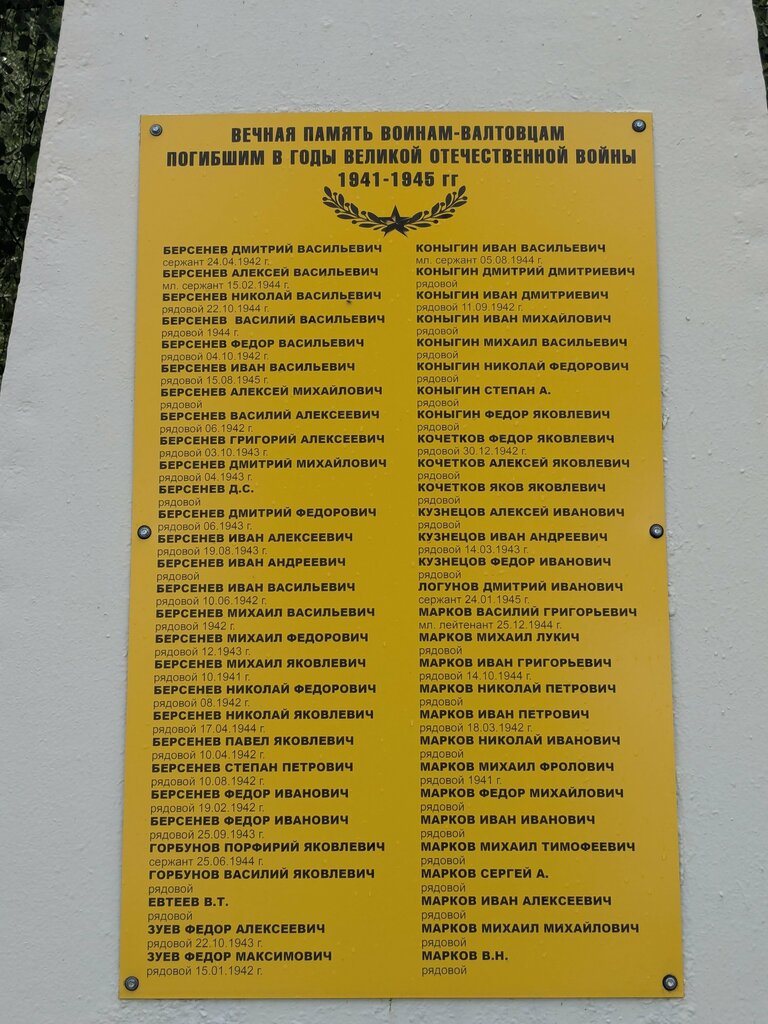 ВЕЧНАЯ ПАМЯТЬ ВОИНАМ-ВАЛТОВЦАМ
ПОГИБШИМ В ГОДЫ ВЕЛИКОЙ ОТЕЧЕСТВЕННОЙ ВОЙНЫ
1941-1945 гг
БЕРСЕНЕВ ДМИТРИЙ ВАСИЛЬЕВИЧ
сержант 24.04.1942 г.
БЕРСЕНЕВ АЛЕКСЕЙ ВАСИЛЬЕВИЧ
мл. сержант 15.02.1944 г.
БЕРСЕНЕВ НИКОЛАЙ ВАСИЛЬЕВИЧ
рядовой 22.10.1944 г.
БЕРСЕНЕВ ВАСИЛИЙ ВАСИЛЬЕВИЧ
рядовой 1944 г.
БЕРСЕНЕВ ФЕДОР ВАСИЛЬЕВИЧ
рядовой 04.10.1942 г.
БЕРСЕНЕВ ИВАН ВАСИЛЬЕВИЧ
рядовой 15.08.1945 г.
БЕРСЕНЕВ АЛЕКСЕЙ МИХАЙЛОВИЧ
рядовой
БЕРСЕНЕВ ВАСИЛИЙ АЛЕКСЕЕВИЧ
рядовой 06.1942 г.
БЕРСЕНЕВ ГРИГОРИЙ АЛЕКСЕЕВИЧ
рядовой 03.10.1943 г.
БЕРСЕНЕВ ДМИТРИЙ МИХАЙЛОВИЧ
рядовой 04.1943 г.
БЕРСЕНЕВ Д.С.
рядовой
БЕРСЕНЕВ ДМИТРИЙ ФЕДОРОВИЧ
рядовой 06.1943 г.
БЕРСЕНЕВ ИВАН АЛЕКСЕЕВИЧ
рядовой 19.08.1943 г.
БЕРСЕНЕВ ИВАН АНДРЕЕВИЧ
рядовой
БЕРСЕНЕВ ИВАН ВАСИЛЬЕВИЧ
рядовой 10.06.1942 г.
БЕРСЕНЕВ МИХАИЛ ВАСИЛЬЕВИЧ
рядовой 1942 г.
БЕРСЕНЕВ МИХАИЛ ФЕДОРОВИЧ
рядовой 12.1943 г.
БЕРСЕНЕВ МИХАИЛ ЯКОВЛЕВИЧ
рядовой 10.1941 г.
БЕРСЕНЕВ НИКОЛАЙ ФЕДОРОВИЧ
рядовой 08.1942 г.
БЕРСЕНЕВ НИКОЛАЙ ЯКОВЛЕВИЧ
рядовой 17.04.1944 г.
БЕРСЕНЕВ ПАВЕЛ ЯКОВЛЕВИЧ
рядовой 10.04.1942 г.
БЕРСЕНЕВ СТЕПАН ПЕТРОВИЧ
рядовой 10.08.1942 г.
БЕРСЕНЕВ ФЕДОР ИВАНОВИЧ
рядовой 19.02.1942 г.
БЕРСЕНЕВ ФЕДОР ИВАНОВИЧ
рядовой 25.09.1943 г.
ГОРБУНОВ ПОРФИРИЙ ЯКОВЛЕВИЧ
сержант 25.06.1944 г.
ГОРБУНОВ ВАСИЛИЙ ЯКОВЛЕВИЧ
рядовой
ЕВТЕЕВ В.Т.
рядовой
ЗУЕВ ФЕДОР АЛЕКСЕЕВИЧ
рядовой 22.10.1943 г.
ЗУЕВ ФЕДОР МАКСИМОВИЧ
рядовой 15.01.1942 г.
КОНЫГИН ИВАН ВАСИЛЬЕВИЧ
мл. сержант 05.08.1944 г.
КОНЫГИН ДМИТРИЙ ДМИТРИЕВИЧ
рядовой
КОНЫГИН ИВАН ДМИТРИЕВИЧ
рядовой 11.09.1942 г.
КОНЫГИН ИВАН МИХАЙЛОВИЧ
рядовой
КОНЫГИН МИХАИЛ ВАСИЛЬЕВИЧ
рядовой
КОНЫГИН НИКОЛАЙ ФЕДОРОВИЧ
рядовой
КОНЫГИН СТЕПАН А.
рядовой
КОНЫГИН ФЕДОР ЯКОВЛЕВИЧ
рядовой
КОЧЕТКОВ ФЕДОР ЯКОВЛЕВИЧ
рядовой 30.12.1942 г.
КОЧЕТКОВ АЛЕКСЕЙ ЯКОВЛЕВИЧ
рядовой
КОЧЕТКОВ ЯКОВ ЯКОВЛЕВИЧ
рядовой
КУЗНЕЦОВ АЛЕКСЕЙ ИВАНОВИЧ
рядовой
КУЗНЕЦОВ ИВАН АНДРЕЕВИЧ
рядовой 14.03.1943 г.
КУЗНЕЦОВ ФЕДОР ИВАНОВИЧ
рядовой
ЛОГУНОВ ДМИТРИЙ ИВАНОВИЧ
сержант 24.01.1945 г.
МАРКОВ ВАСИЛИЙ ГРИГОРЬЕВИЧ
мл. лейтенант 25.12.1944 г.
МАРКОВ МИХАИЛ ЛУКИЧ
рядовой
МАРКОВ ИВАН ГРИГОРЬЕВИЧ
рядовой 14.10.1944 г.
МАРКОВ НИКОЛАЙ ПЕТРОВИЧ
рядовой
МАРКОВ ИВАН ПЕТРОВИЧ
рядовой 18.03.1942 г.
МАРКОВ НИКОЛАЙ ИВАНОВИЧ
рядовой
МАРКОВ МИХАИЛ ФРОЛОВИЧ
рядовой 1941 г.
МАРКОВ ФЕДОР МИХАЙЛОВИЧ
рядовой
МАРКОВ ИВАН ИВАНОВИЧ
рядовой
МАРКОВ МИХАИЛ ТИМОФЕЕВИЧ
рядовой
МАРКОВ СЕРГЕЙ А.
рядовой
МАРКОВ ИВАН АЛЕКСЕЕВИЧ
рядовой
МАРКОВ МИХАИЛ МИХАЙЛОВИЧ
рядовой
МАРКОВ В.Н.
рядовой